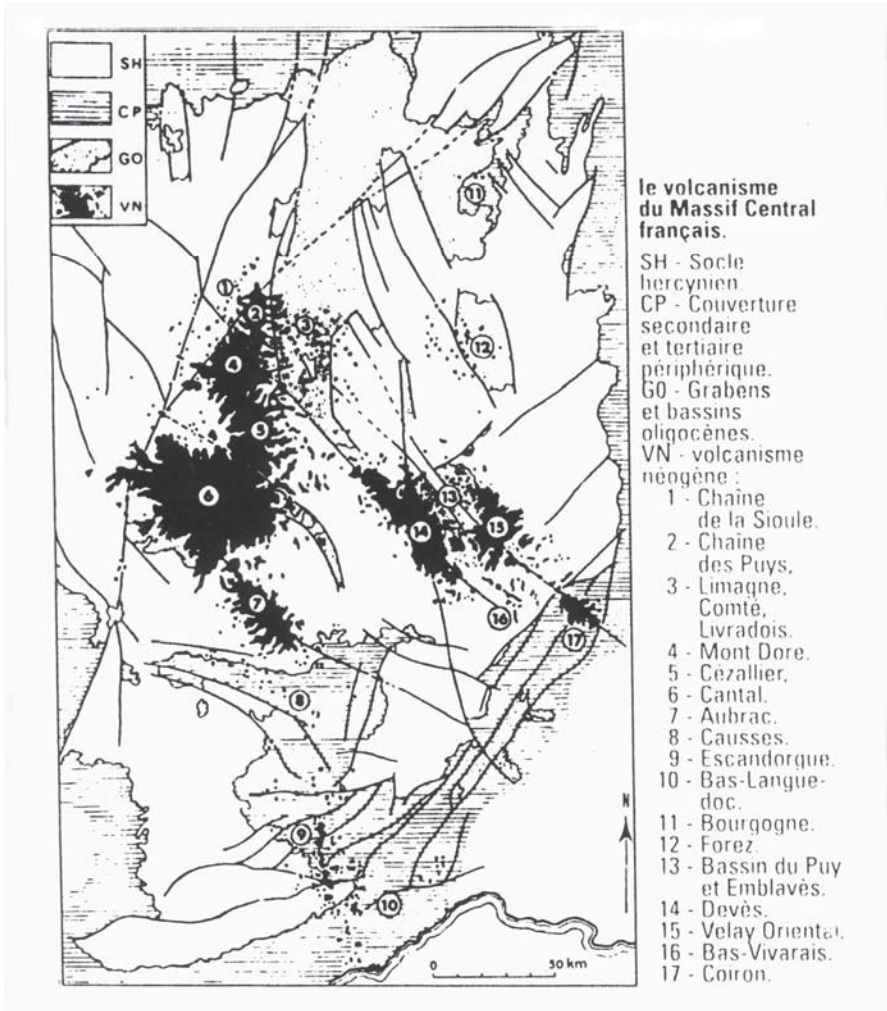 SH
CP
GO
VN
1
2
3
4
5
6
7
8
9
10
11
12
13
14
15
16
17
N
0 50 km
le volcanisme
du Massif Central
français.
SH - Socle
hercynien.
CP - Couverture
secondaire
et tertiaire
périphérique.
GO - Grabens
et bassins
oligocènes.
VN - volcanisme
néogène :
1 - Chaîne
de la Sioule.
2 - Chaîne
des Puys,
3 - Limagne,
Comté,
Livradois.
4 - Mont Dore.
5 - Cézallier,
6 - Cantal.
7 - Aubrac.
8 - Causses.
9 - Escandorgue.
10 - Bas-Langue-
doc.
11 - Bourgogne.
12 - Forez.
13 - Bassin du Puy
et Emblavès.
14 - Devès.
15 - Velay Oriental.
16 - Bas-Vivarais.
17 - Coiron.